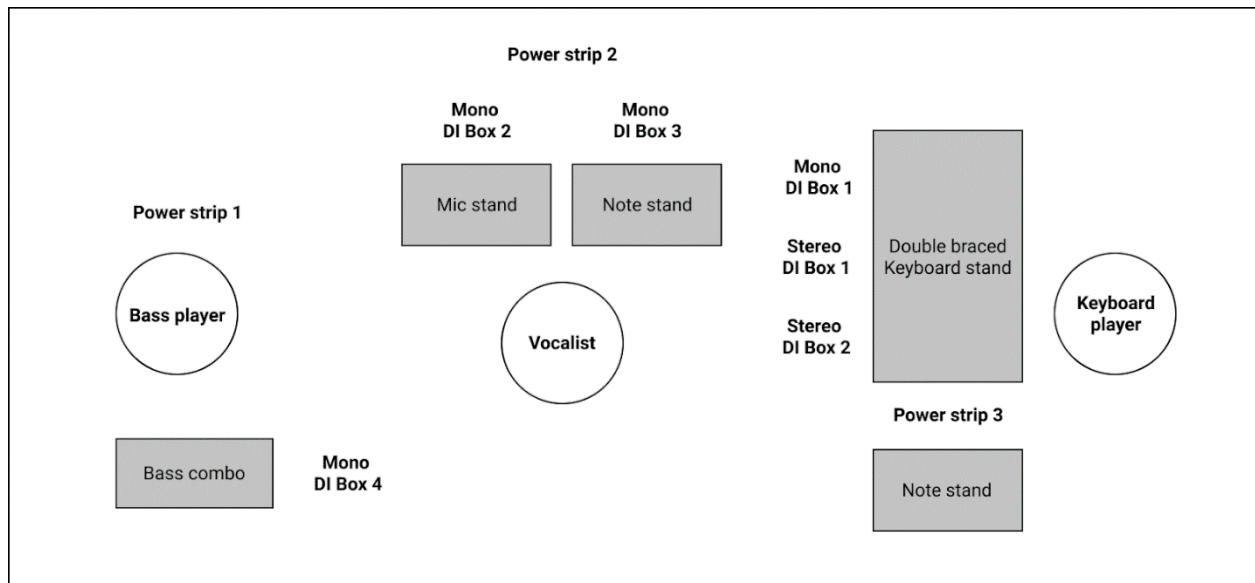 Power strip 2
Mono
DI Box 2
Mono
DI Box 3
Mic stand
Note stand
Power strip 1
Bass player
Vocalist
Mono
DI Box 1
Stereo
DI Box 1
Stereo
DI Box 2
Double braced
Keyboard stand
Keyboard
player
Power strip 3
Bass combo
Mono
DI Box 4
Note stand